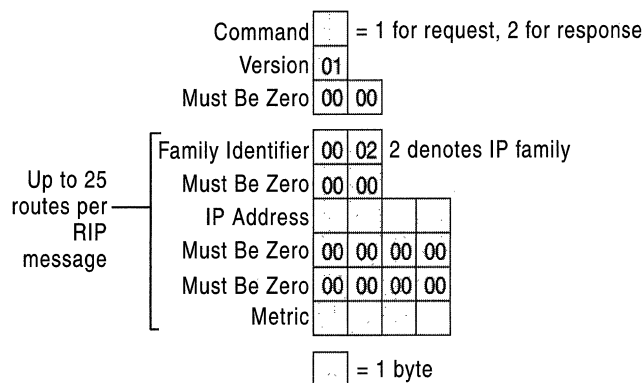 Command = 1 for request, 2 for response
Version 01
Must Be Zero 00 00
Family Identifier 00 02 2 denotes IP family
Must Be Zero 00 00
IP Address
Must Be Zero 00 00 00 00
Must Be Zero 00 00 00 00
Metric
Up to 25
routes per
RIP
message
= 1 byte